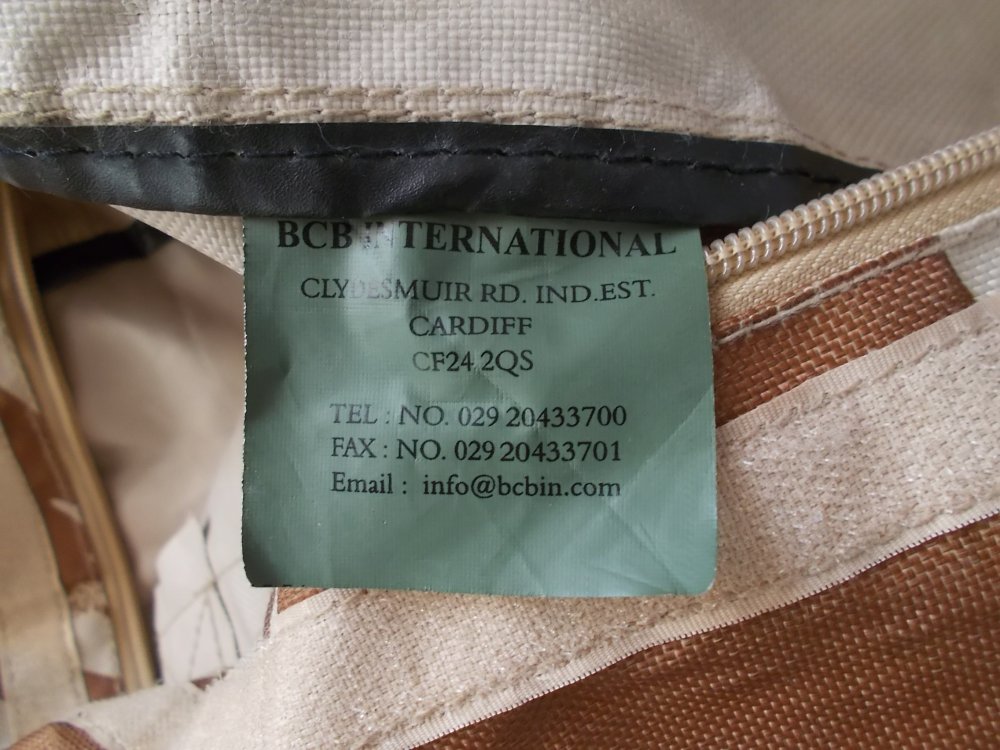 BCB INTERNATIONAL
CLYDESMUIR RD. IND.EST.
CARDIFF
CF24 2QS
TEL : NO. 029 20433700
FAX : NO. 029 20433701
Email : info@bcbin.com